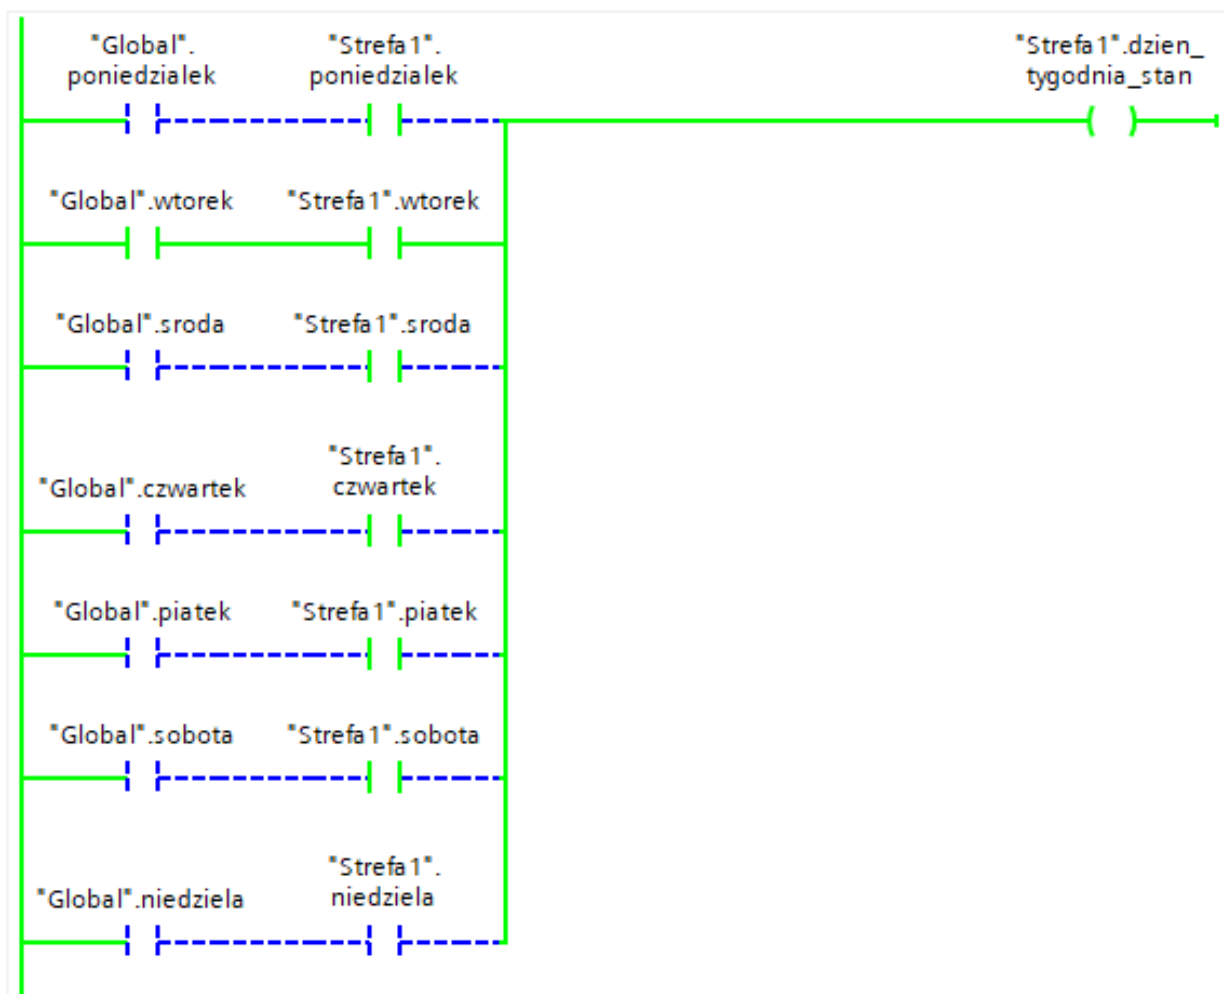 "Global".
poniedzialek
"Strefa1".
poniedzialek
"Strefa1".dzien_
tygodnia_stan
"Global".wtorek
"Strefa1".wtorek
"Global".sroda
"Strefa1".sroda
"Global".czwartek
"Strefa1".
czwartek
"Global".piatek
"Strefa1".piatek
"Global".sobota
"Strefa1".sobota
"Global".niedziela
"Strefa1".
niedziela